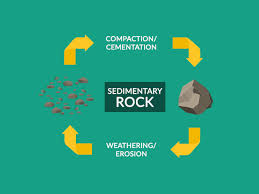 COMPACTION/
CEMENTATION
SEDIMENTARY
ROCK
WEATHERING/
EROSION